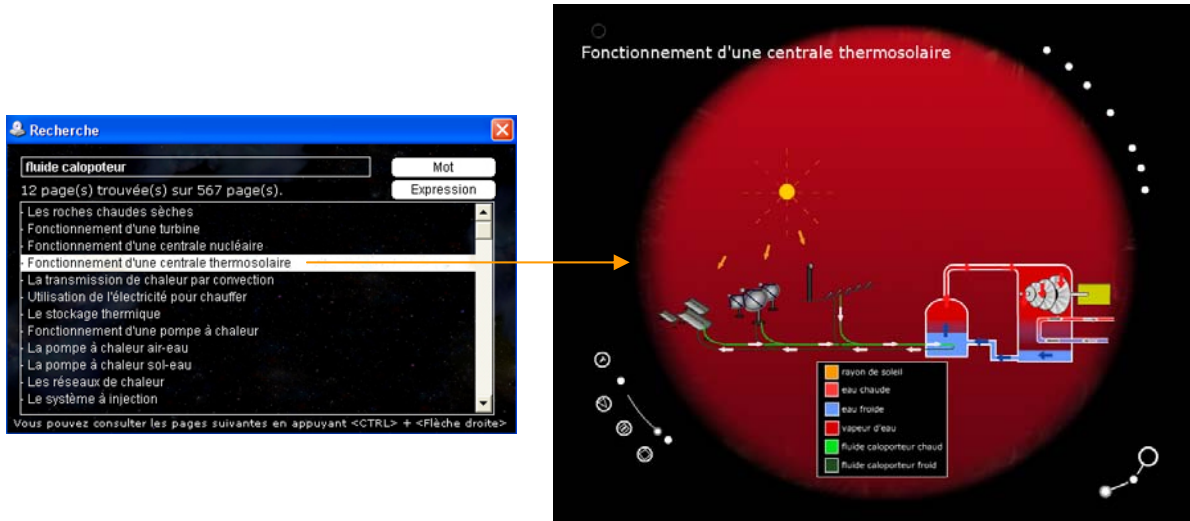 Recherche
fluide calopoteur
Mot
12 page(s) trouvée(s) sur 567 page(s).
Expression
- Les roches chaudes sèches
- Fonctionnement d'une turbine
- Fonctionnement d'une centrale nucléaire
- Fonctionnement d'une centrale thermosolaire
- La transmission de chaleur par convection
- Utilisation de l'électricité pour chauffer
- Le stockage thermique
- Fonctionnement d'une pompe à chaleur
- La pompe à chaleur air-eau
- La pompe à chaleur sol-eau
- Les réseaux de chaleur
- Le système à injection
Vous pouvez consulter les pages suivantes en appuyant <CTRL> + <Flèche droite>
Fonctionnement d'une centrale thermosolaire
rayon de soleil
eau chaude
eau froide
vapeur d'eau
fluide caloporteur chaud
fluide caloporteur froid